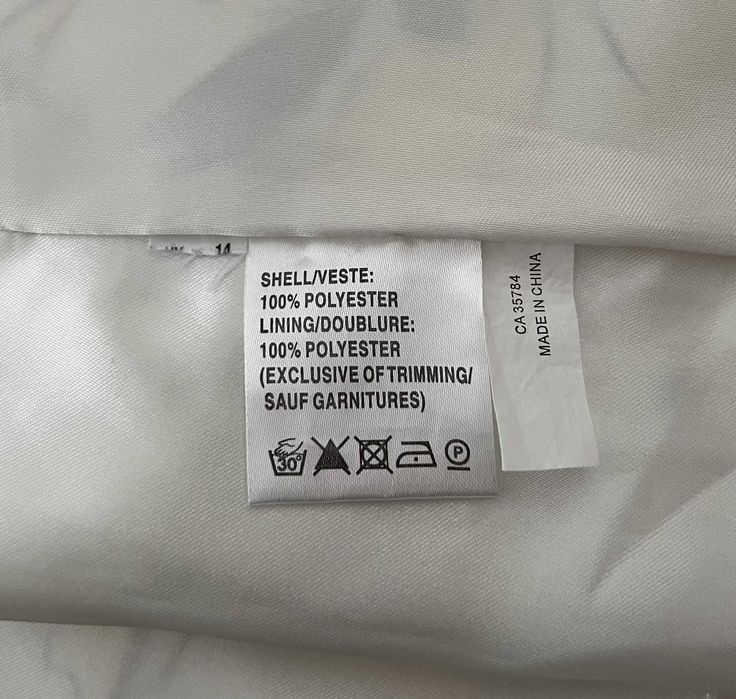 14
SHELL/VESTE:
100% POLYESTER
LINING/DOUBLURE:
100% POLYESTER
(EXCLUSIVE OF TRIMMING/
SAUF GARNITURES)
30°
P
CA 35784
MADE IN CHINA